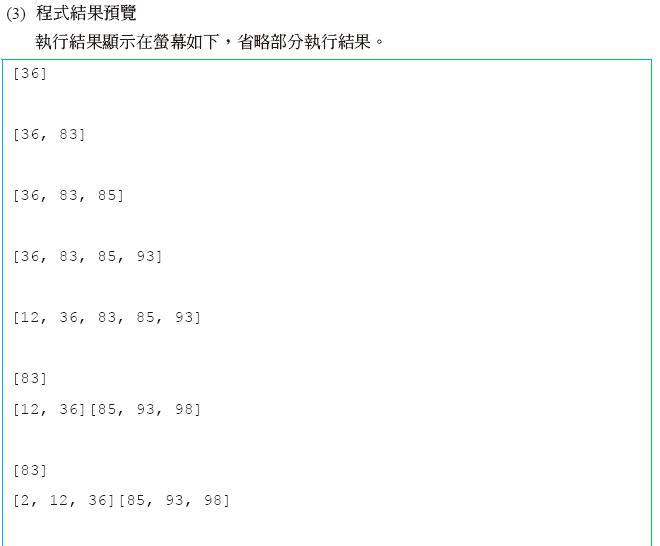 (3) 程式結果預覽
執行結果顯示在螢幕如下，省略部分執行結果。
[36]
[36, 83]
[36, 83, 85]
[36, 83, 85, 93]
[12, 36, 83, 85, 93]
[83]
[12, 36][85, 93, 98]
[83]
[2, 12, 36][85, 93, 98]